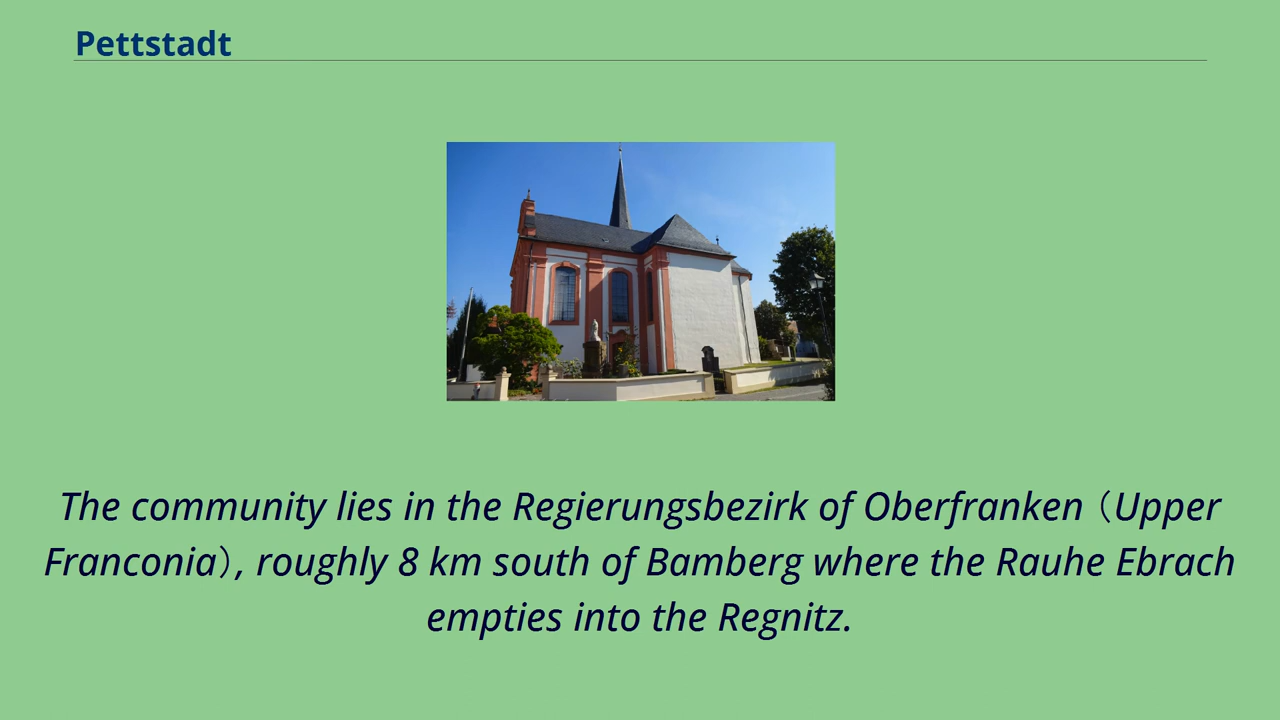 Pettstadt
The community lies in the Regierungsbezirk of Oberfranken（Upper
Franconia）, roughly 8 km south of Bamberg where the Rauhe Ebrach
empties into the Regnitz.